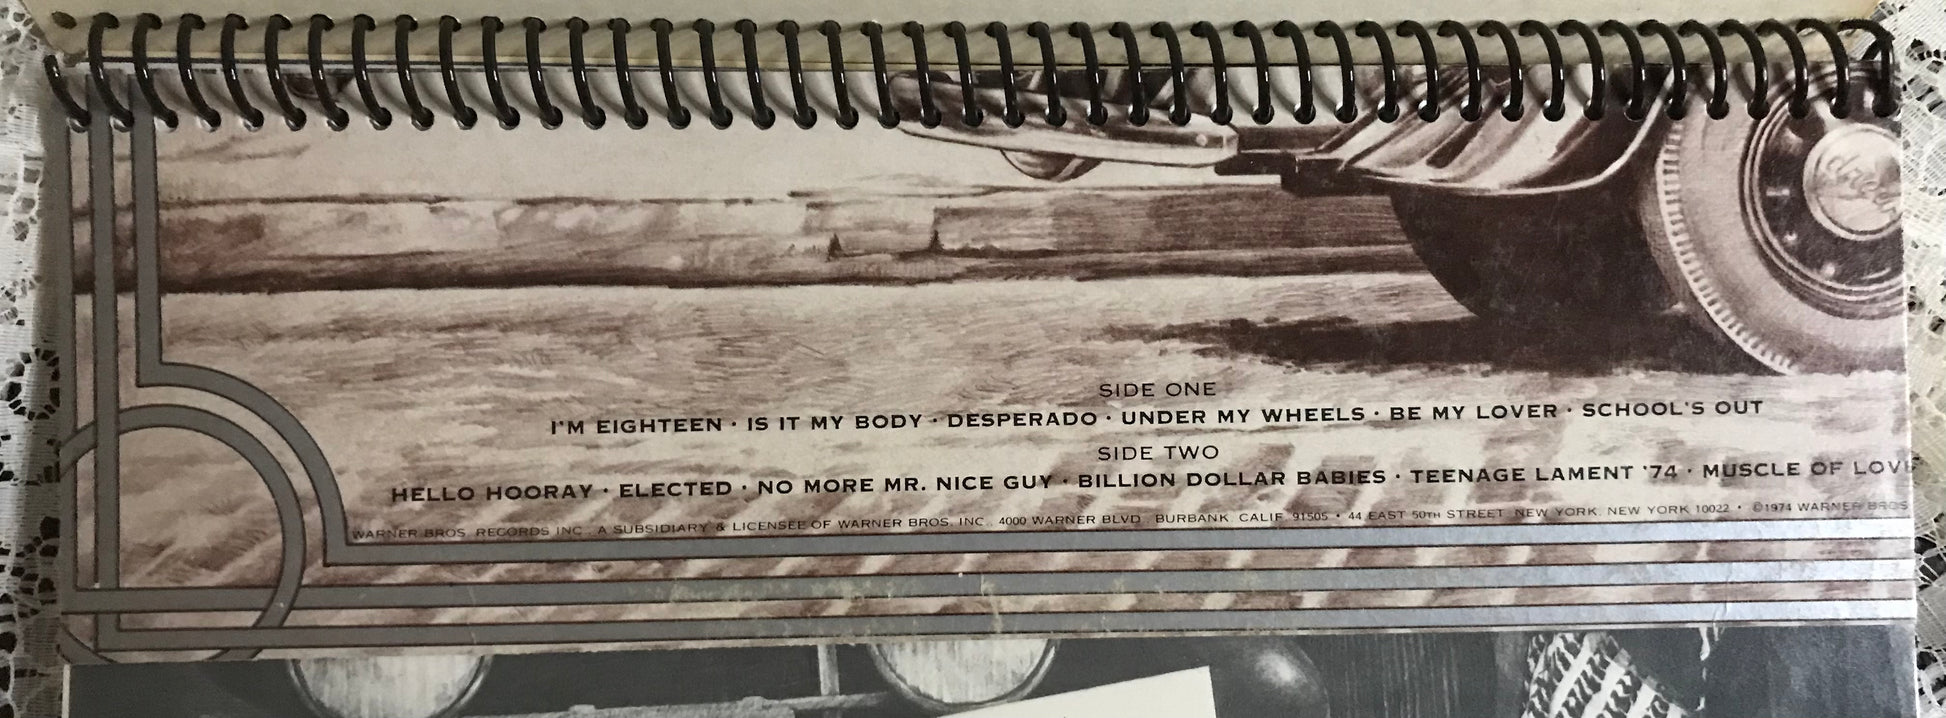 SIDE ONE
I'M EIGHTEEN · IS IT MY BODY · DESPERADO · UNDER MY WHEELS · BE MY LOVER · SCHOOL'S OUT
SIDE TWO
HELLO HOORAY · ELECTED · NO MORE MR. NICE GUY · BILLION DOLLAR BABIES · TEENAGE LAMENT '74 · MUSCLE OF LOVE
WARNER BROS. RECORDS INC., A SUBSIDIARY & LICENSEE OF WARNER BROS. INC., 4000 WARNER BLVD., BURBANK, CALIF. 91505 • 44 EAST 50TH STREET, NEW YORK, NEW YORK 10022 • ©1974 WARNER BROS